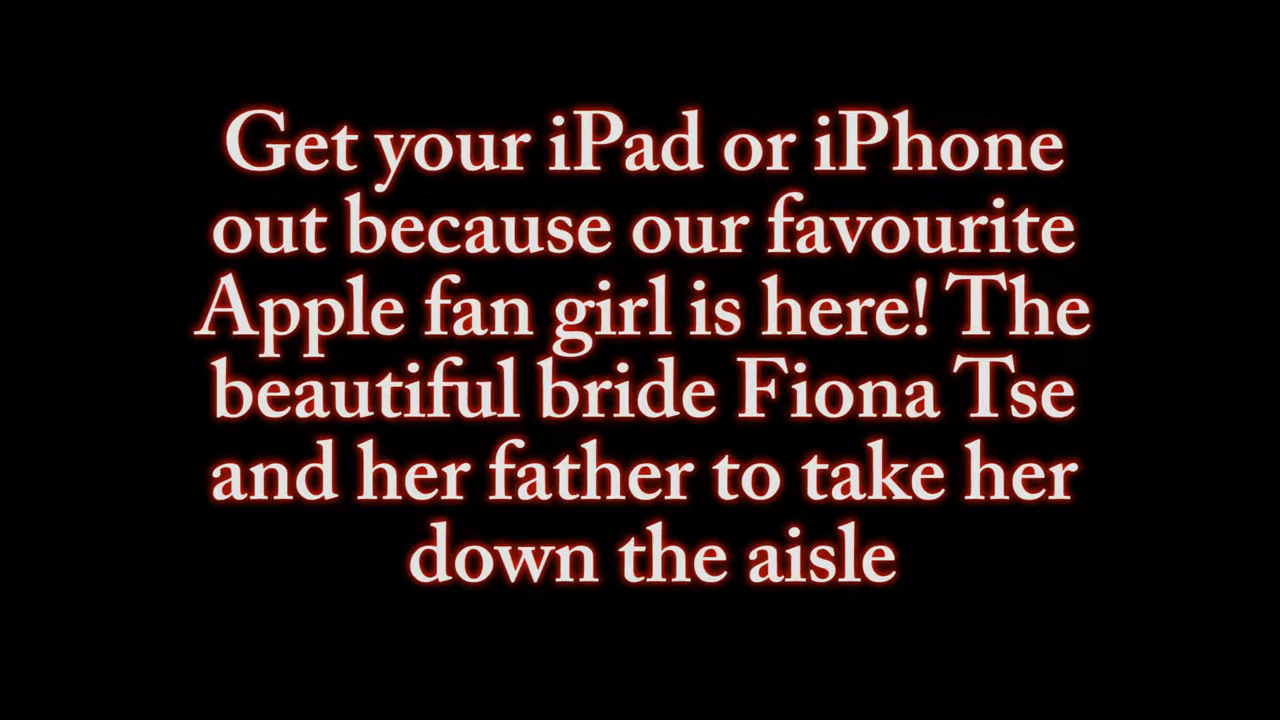 Get your iPad or iPhone
out because our favourite
Apple fan girl is here! The
beautiful bride Fiona Tse
and her father to take her
down the aisle